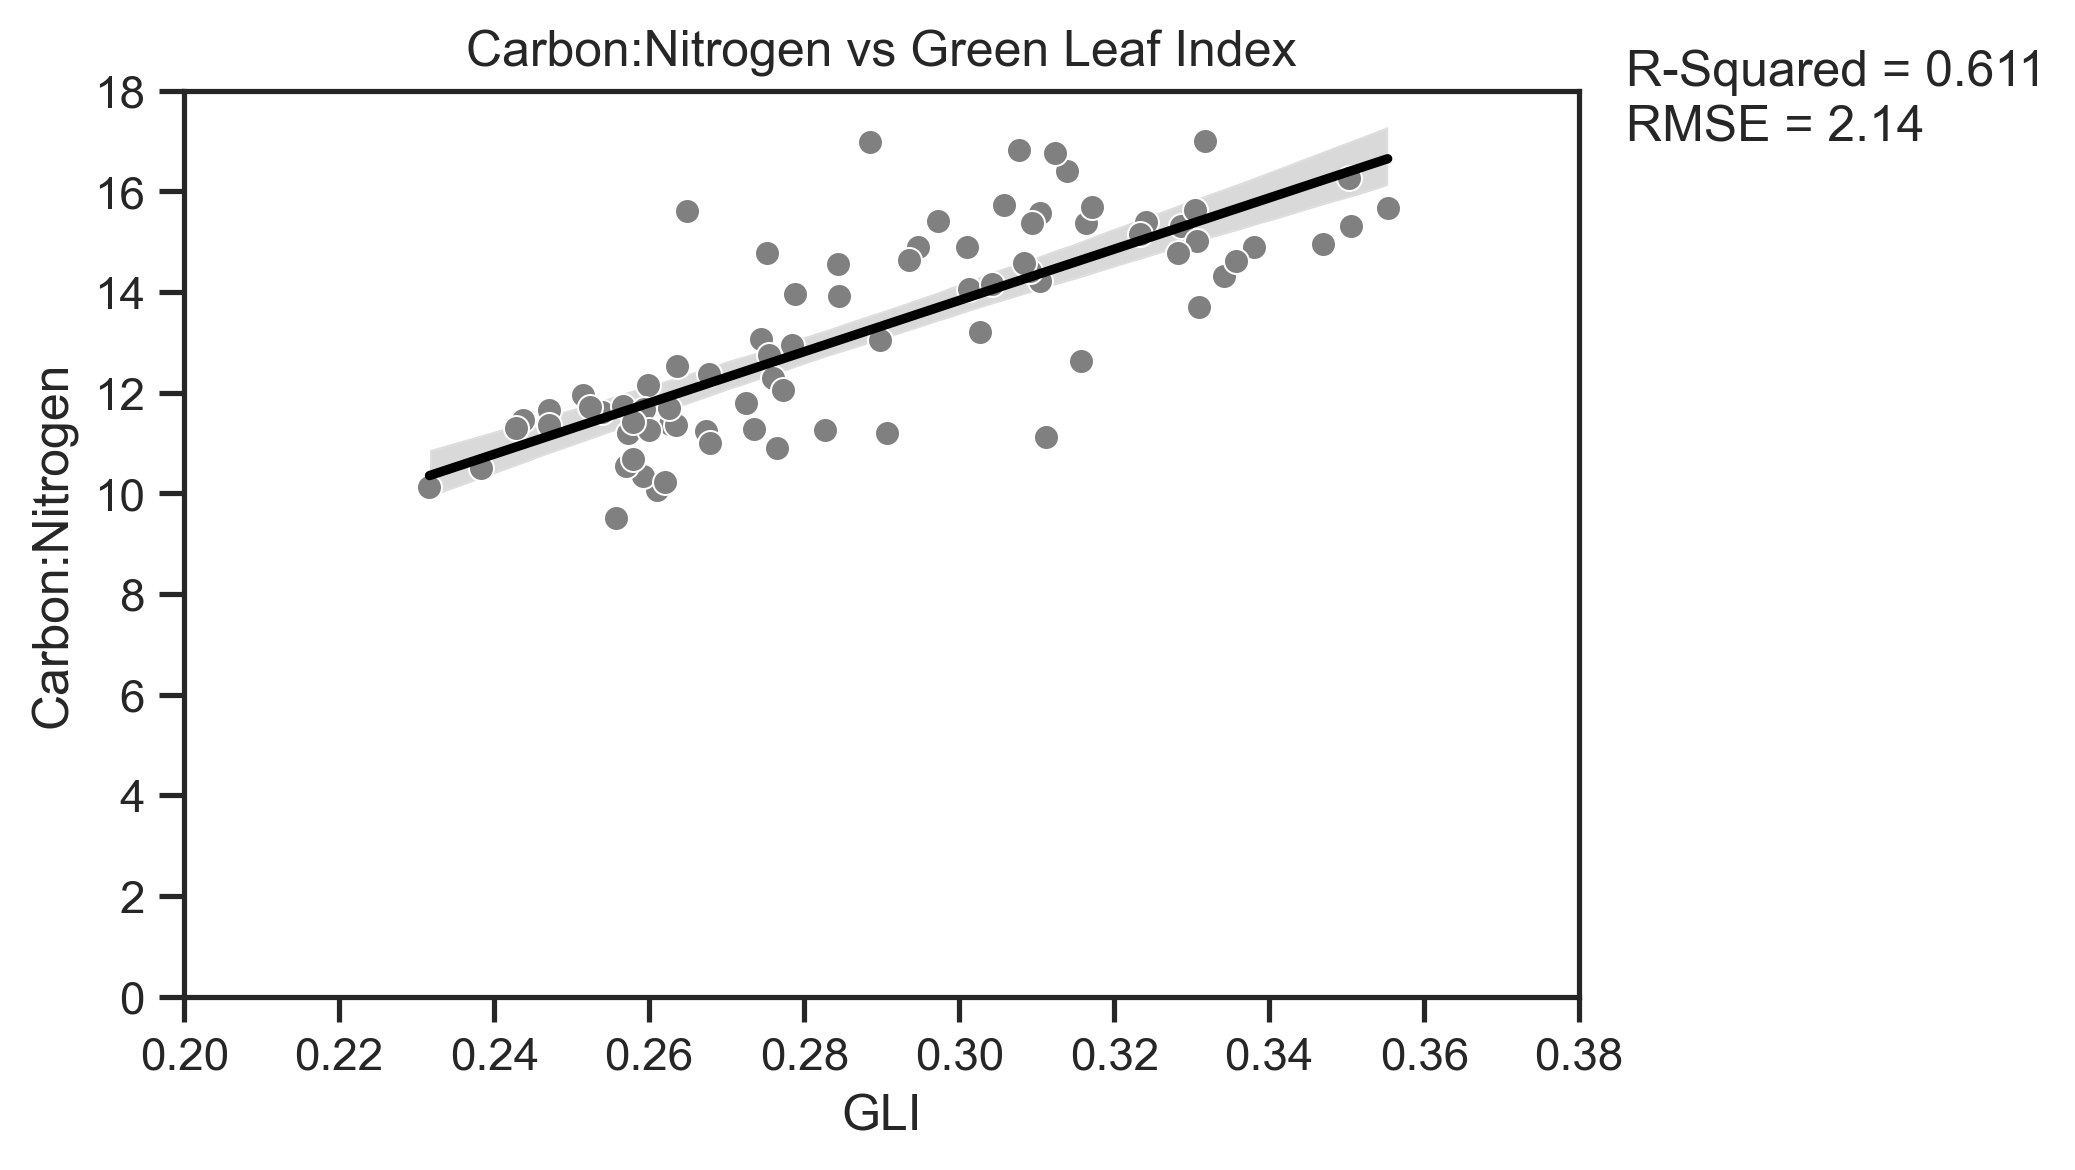 Carbon:Nitrogen vs Green Leaf Index
R-Squared = 0.611
RMSE = 2.14
Carbon:Nitrogen
18
16
14
12
10
8
6
4
2
0
0.20 0.22 0.24 0.26 0.28 0.30 0.32 0.34 0.36 0.38
GLI